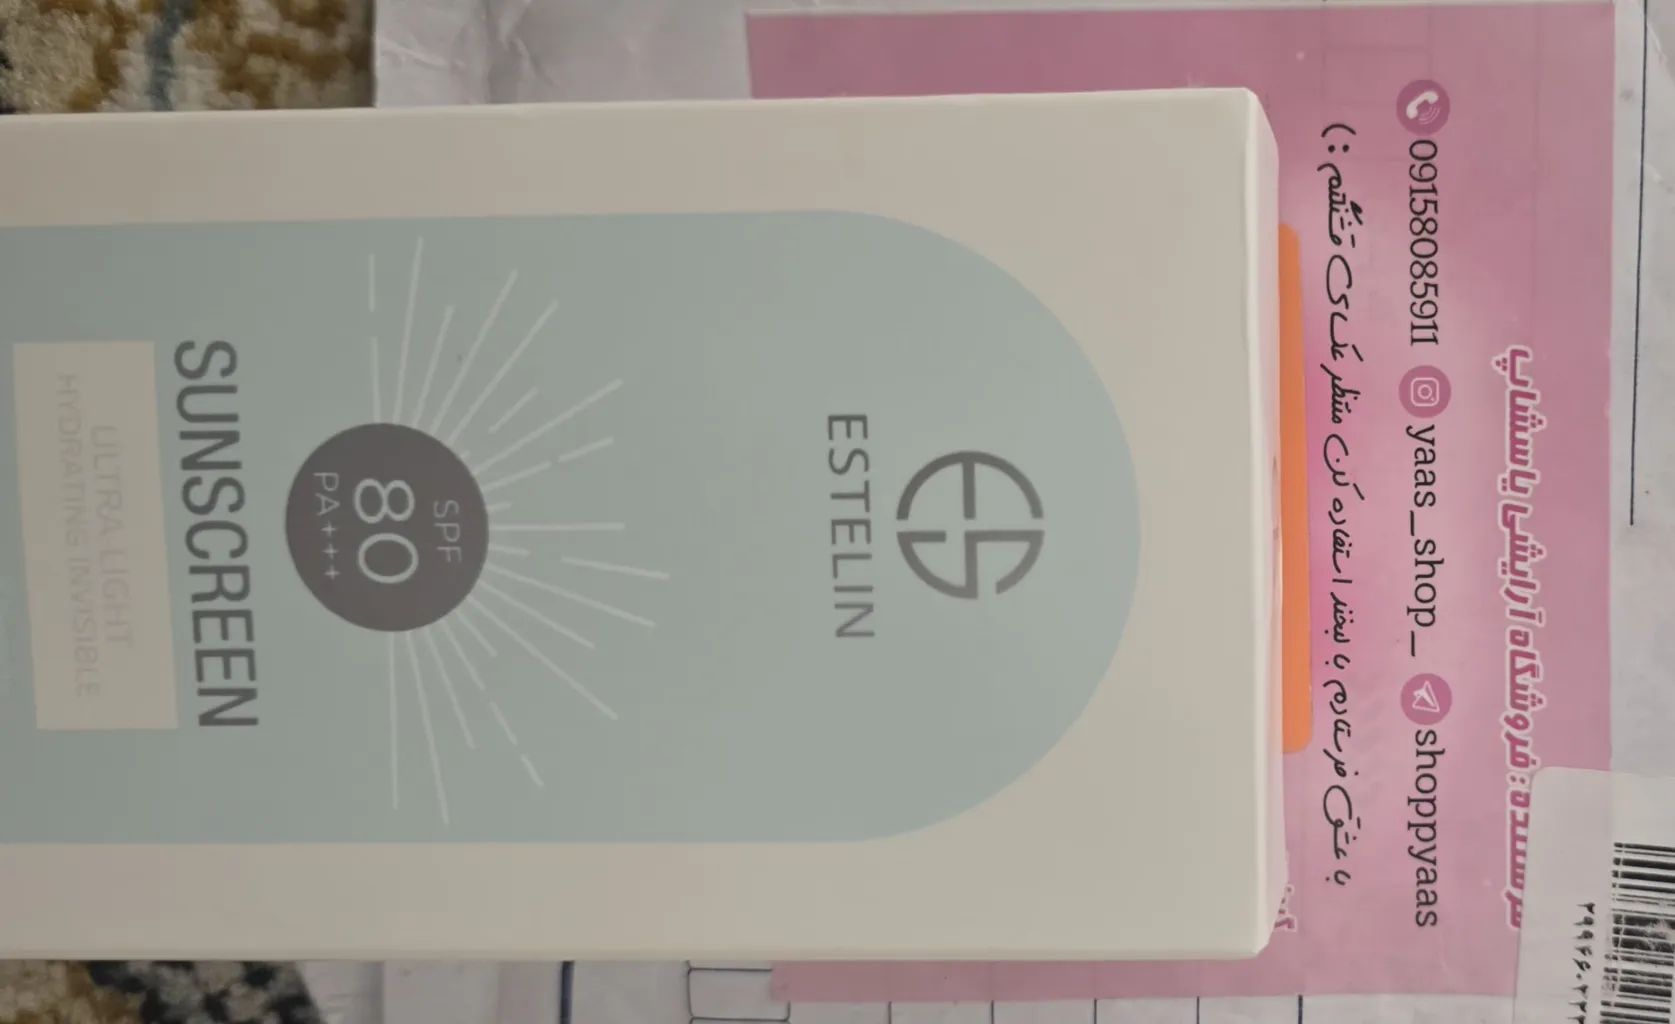 ES
ESTELIN
SPF
80
PA+++
SUNSCREEN
ULTRA-LIGHT
HYDRATING INVISIBLE
فرستنده: فروشگاه آرایشی یاسشاپ
09158085911 yaas_shop_ shoppyaas
با عشق فرستادم با لبخند استفاده کن منتظر عکسای قشنگتم :)